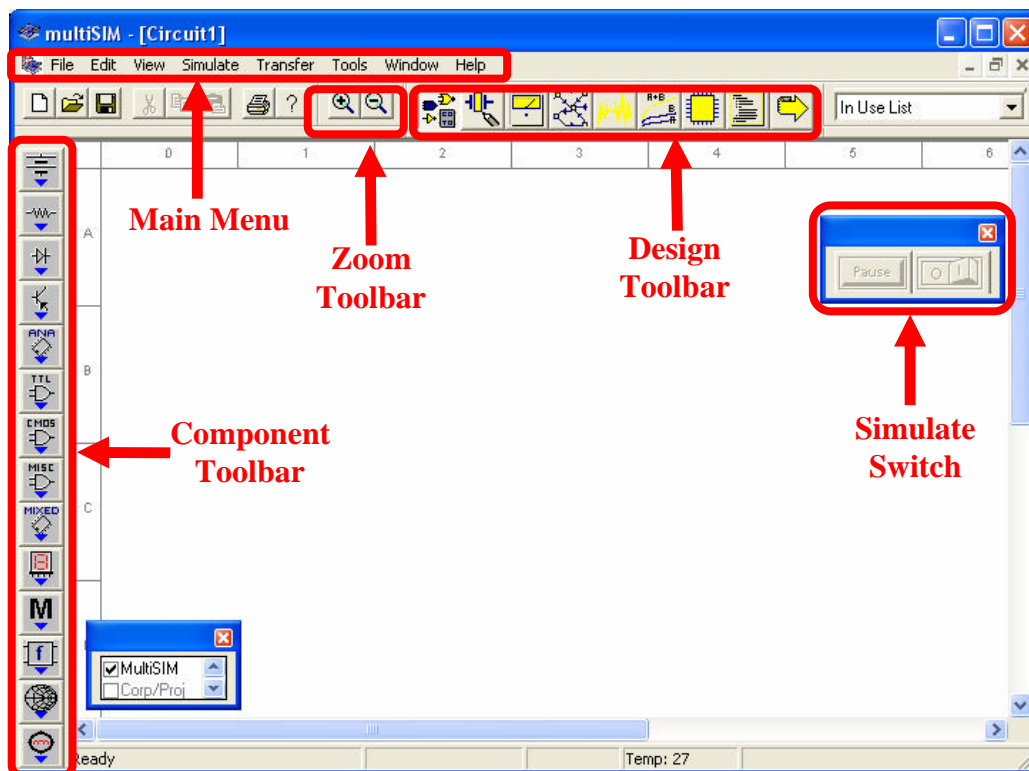 multiSIM - [Circuit1]
File Edit View Simulate Transfer Tools Window Help
?
R+B
B
A
In Use List
0 1 2 3 4 5 6
Main Menu
A
Zoom
Toolbar
Design
Toolbar
Pause
O I
ANA
B
TTL
CMOS
Component
Toolbar
Simulate
Switch
MISC
MIXED
C
M
f
MultiSIM
Corp/Proj
Ready
Temp: 27